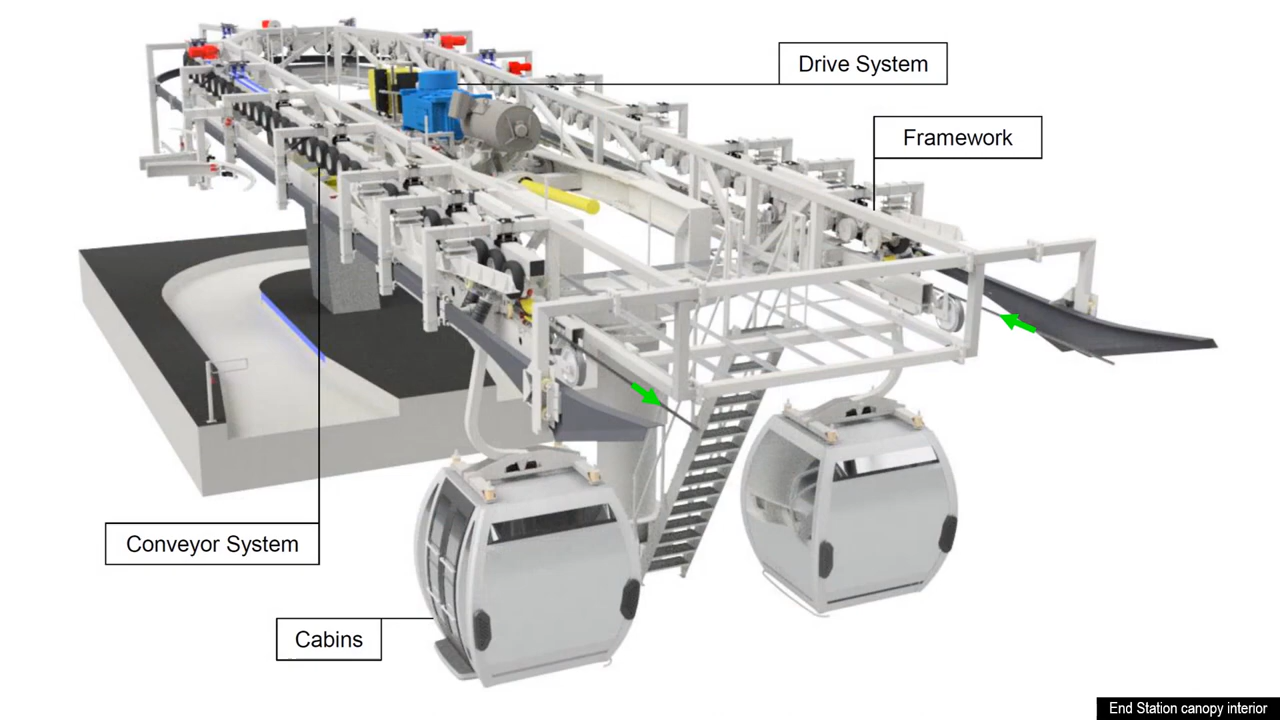 Drive System
Framework
Conveyor System
Cabins
End Station canopy interior